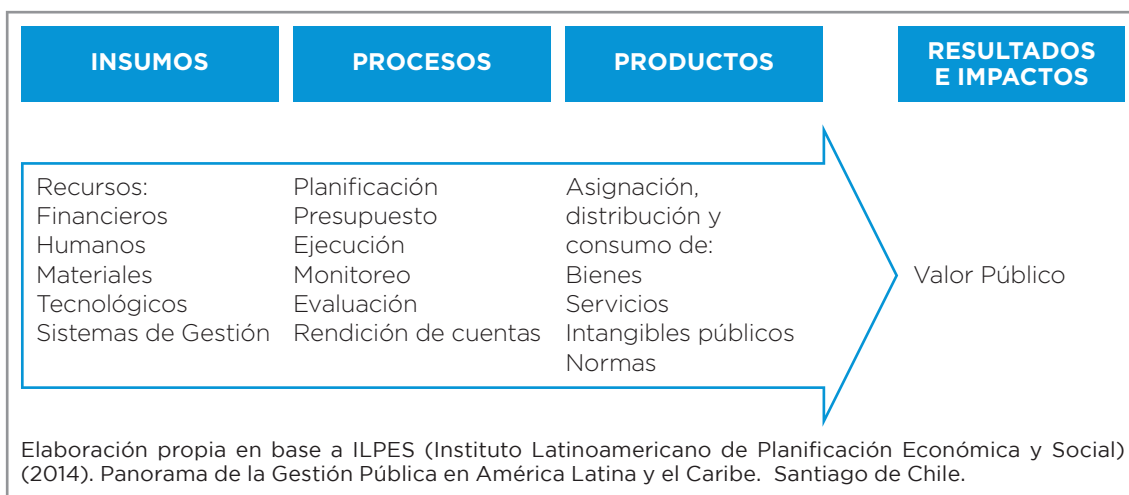 INSUMOS
PROCESOS
PRODUCTOS
RESULTADOS
E IMPACTOS
Recursos:
Financieros
Humanos
Materiales
Tecnológicos
Sistemas de Gestión
Planificación
Presupuesto
Ejecución
Monitoreo
Evaluación
Rendición de cuentas
Asignación,
distribución y
consumo de:
Bienes
Servicios
Intangibles públicos
Normas
Valor Público
Elaboración propia en base a ILPES (Instituto Latinoamericano de Planificación Económica y Social)
(2014). Panorama de la Gestión Pública en América Latina y el Caribe. Santiago de Chile.